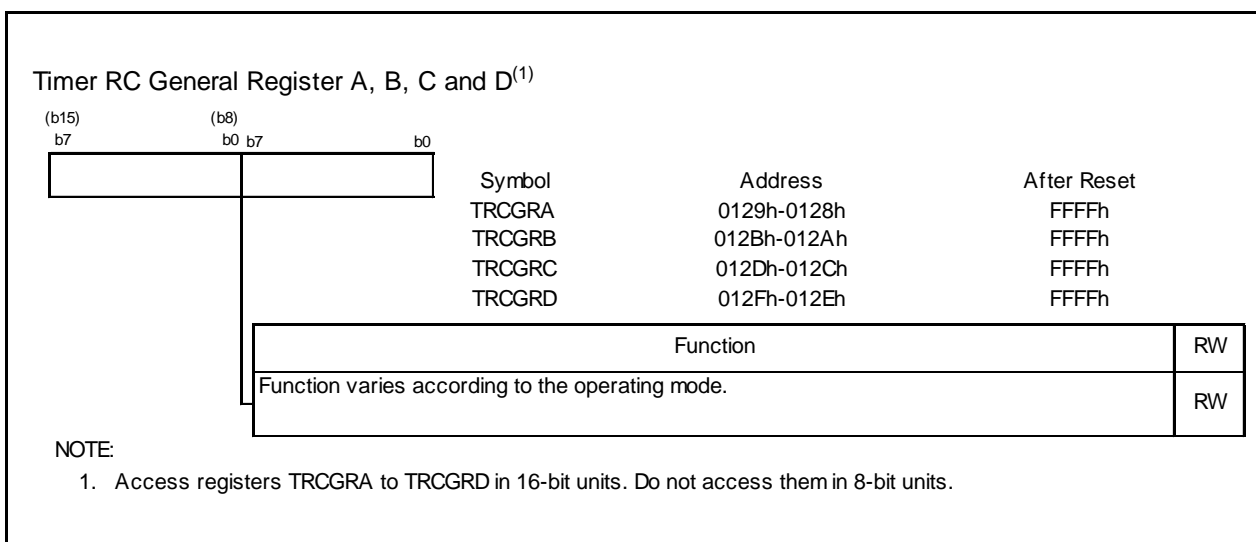 Timer RC General Register A, B, C and D(1)
(b15) (b8)
b7 b0 b7 b0
Symbol Address After Reset
TRCGRA 0129h-0128h FFFFh
TRCGRB 012Bh-012Ah FFFFh
TRCGRC 012Dh-012Ch FFFFh
TRCGRD 012Fh-012Eh FFFFh
Function RW
Function varies according to the operating mode. RW
NOTE:
1. Access registers TRCGRA to TRCGRD in 16-bit units. Do not access them in 8-bit units.